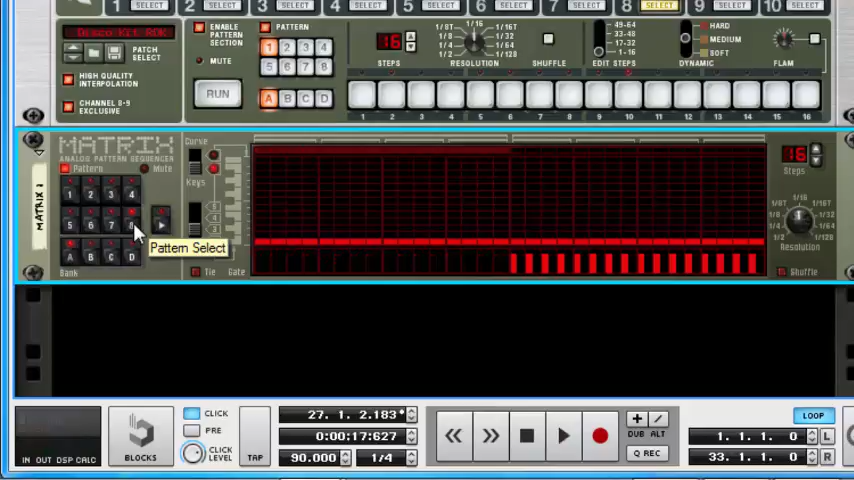 1 SELECT 2 SELECT 3 SELECT 4 SELECT 5 SELECT 6 SELECT 7 SELECT 8 SELECT 9 SELECT 10 SELECT
Disco Kit RDK
PATCH SELECT
HIGH QUALITY INTERPOLATION
CHANNEL 8-9 EXCLUSIVE
ENABLE PATTERN SECTION
MUTE
RUN
PATTERN
1 2 3 4
5 6 7 8
A B C D
16
STEPS
1/16
1/8T 1/16T
1/8 1/32
1/4 1/64
1/2 1/128
RESOLUTION
SHUFFLE
49-64
33-48
17-32
1-16
EDIT STEPS
HARD
MEDIUM
SOFT
DYNAMIC
FLAM
1 2 3 4 5 6 7 8 9 10 11 12 13 14 15 16
MATRIX
ANALOG PATTERN SEQUENCER
MATRIX 1
Pattern
Mute
1 2 3 4
5 6 7 8
A B C D
Bank
Pattern Select
Curve
Keys
5
4
3
Tie
Gate
16
Steps
1/16
1/8T 1/16T
1/8 1/32
1/4 1/64
1/2 1/128
Resolution
Shuffle
IN OUT DSP CALC
BLOCKS
CLICK
PRE
CLICK LEVEL
TAP
27. 1. 2.183*
0:00:17:627
90.000 1/4
DUB ALT
Q REC
LOOP
1. 1. 1. 0 L
33. 1. 1. 0 R